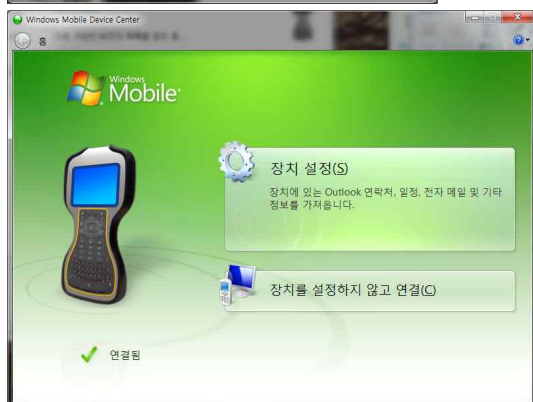 Windows Mobile Device Center
홈
Windows
Mobile
장치 설정(S)
장치에 있는 Outlook 연락처, 일정, 전자 메일 및 기타
정보를 가져옵니다.
장치를 설정하지 않고 연결(C)
연결됨